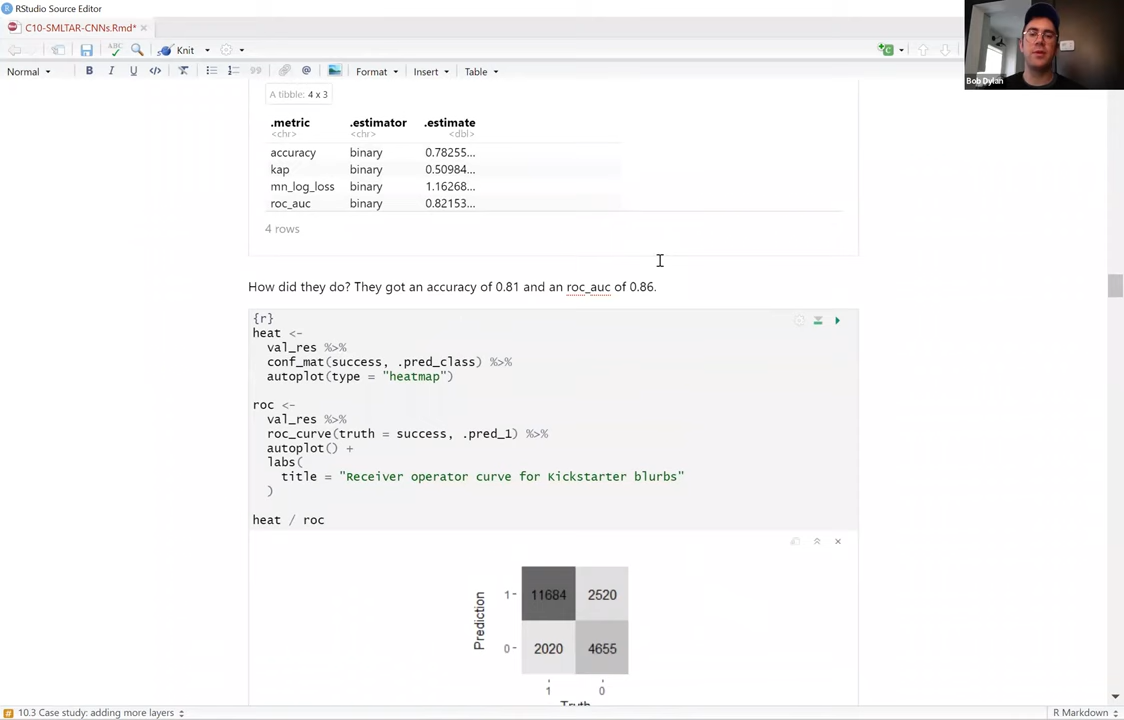 RStudio Source Editor
C10-SMLTAR-CNNs.Rmd*
ABC Knit
Normal B I U </> Format Insert Table
Bob Dylan
A tibble: 4 x 3
.metric .estimator .estimate
<chr> <chr> <dbl>
accuracy binary 0.78255...
kap binary 0.50984...
mn_log_loss binary 1.16268...
roc_auc binary 0.82153...
4 rows
How did they do? They got an accuracy of 0.81 and an roc_auc of 0.86.
{r}
heat <-
val_res %>%
conf_mat(success, .pred_class) %>%
autoplot(type = "heatmap")
roc <-
val_res %>%
roc_curve(truth = success, .pred_1) %>%
autoplot() +
labs(
title = "Receiver operator curve for Kickstarter blurbs"
)
heat / roc
Prediction
1 11684 2520
0 2020 4655
1 0
Truth
# 10.3 Case study: adding more layers R Markdown